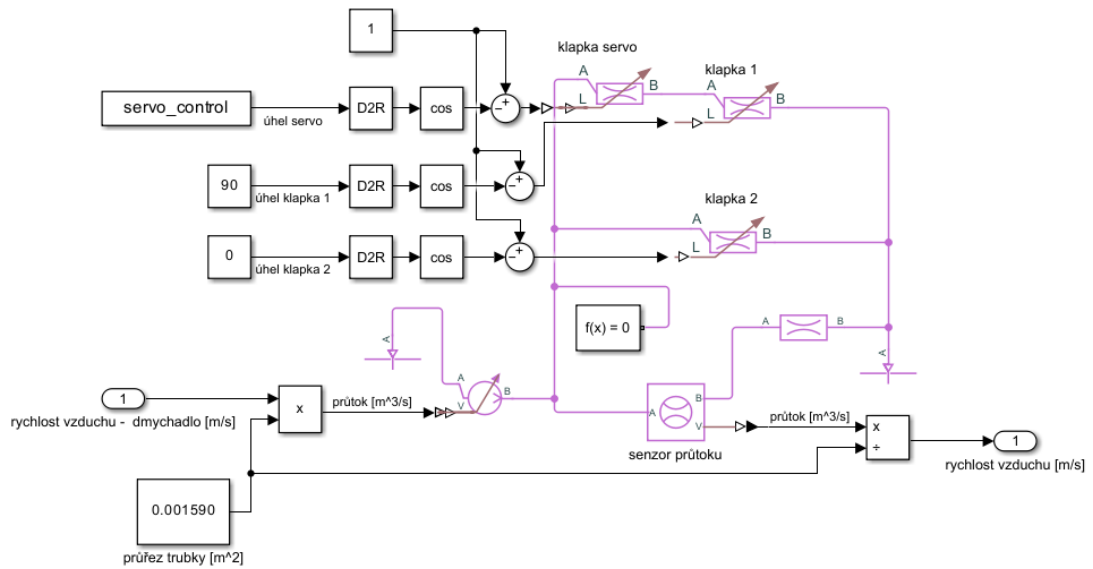 1
klapka servo
A
B
L
klapka 1
A
B
L
servo_control
úhel servo
D2R
cos
−
+
90
úhel klapka 1
D2R
cos
−
+
klapka 2
A
B
L
0
úhel klapka 2
D2R
cos
−
+
f(x) = 0
A
A
B
V
A
B
A
1
rychlost vzduchu - dmychadlo [m/s]
x
průtok [m^3/s]
A
B
V
senzor průtoku
průtok [m^3/s]
x
÷
1
rychlost vzduchu [m/s]
0.001590
průřez trubky [m^2]